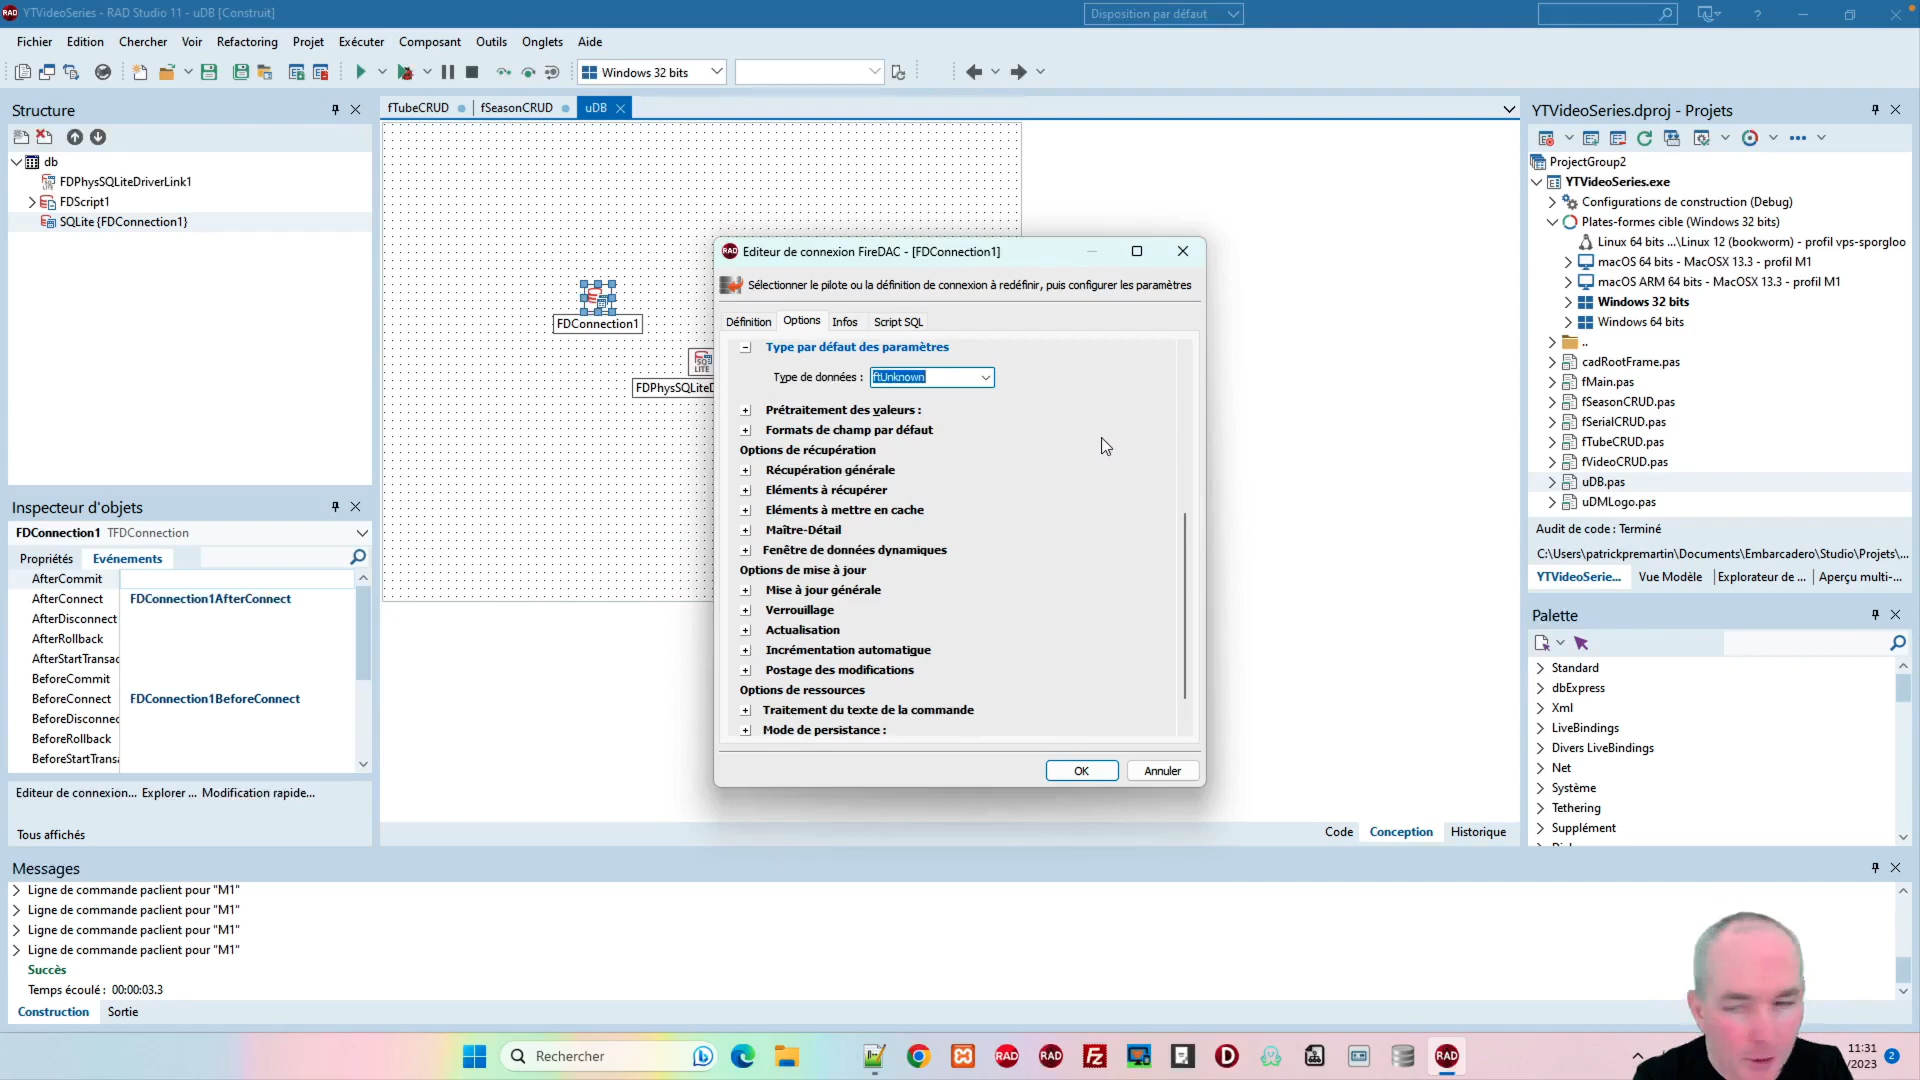 YTVideoSeries - RAD Studio 11 - uDB [Construit]
Disposition par défaut
Fichier Edition Chercher Voir Refactoring Projet Exécuter Composant Outils Onglets Aide
Windows 32 bits
Structure
db
FDPhysSQLiteDriverLink1
FDScript1
SQLite {FDConnection1}
fTubeCRUD
fSeasonCRUD
uDB
FDConnection1
SQ
LITE
FDPhysSQLiteD
Editeur de connexion FireDAC - [FDConnection1]
Sélectionner le pilote ou la définition de connexion à redéfinir, puis configurer les paramètres
Définition Options Infos Script SQL
Type par défaut des paramètres
Type de données : ftUnknown
Prétraitement des valeurs :
Formats de champ par défaut
Options de récupération
Récupération générale
Eléments à récupérer
Eléments à mettre en cache
Maître-Détail
Fenêtre de données dynamiques
Options de mise à jour
Mise à jour générale
Verrouillage
Actualisation
Incrémentation automatique
Postage des modifications
Options de ressources
Traitement du texte de la commande
Mode de persistance :
OK Annuler
Inspecteur d'objets
FDConnection1 TFDConnection
Propriétés Evénements
AfterCommit
AfterConnect FDConnection1AfterConnect
AfterDisconnect
AfterRollback
AfterStartTransac
BeforeCommit
BeforeConnect FDConnection1BeforeConnect
BeforeDisconnec
BeforeRollback
BeforeStartTransa
Editeur de connexion... Explorer ... Modification rapide...
Tous affichés
Code Conception Historique
YTVideoSeries.dproj - Projets
ProjectGroup2
YTVideoSeries.exe
Configurations de construction (Debug)
Plates-formes cible (Windows 32 bits)
Linux 64 bits ...\Linux 12 (bookworm) - profil vps-sporgloo
macOS 64 bits - MacOSX 13.3 - profil M1
macOS ARM 64 bits - MacOSX 13.3 - profil M1
Windows 32 bits
Windows 64 bits
..
cadRootFrame.pas
fMain.pas
fSeasonCRUD.pas
fSerialCRUD.pas
fTubeCRUD.pas
fVideoCRUD.pas
uDB.pas
uDMLogo.pas
Audit de code : Terminé
C:\Users\patrickpremartin\Documents\Embarcadero\Studio\Projets\...
YTVideoSerie... Vue Modèle Explorateur de ... Aperçu multi-...
Palette
Standard
dbExpress
Xml
LiveBindings
Divers LiveBindings
Net
Système
Tethering
Supplément
Messages
Ligne de commande paclient pour "M1"
Ligne de commande paclient pour "M1"
Ligne de commande paclient pour "M1"
Ligne de commande paclient pour "M1"
Succès
Temps écoulé : 00:00:03.3
Construction Sortie
Rechercher
RAD
RAD
RAD
11:31
/2023
2